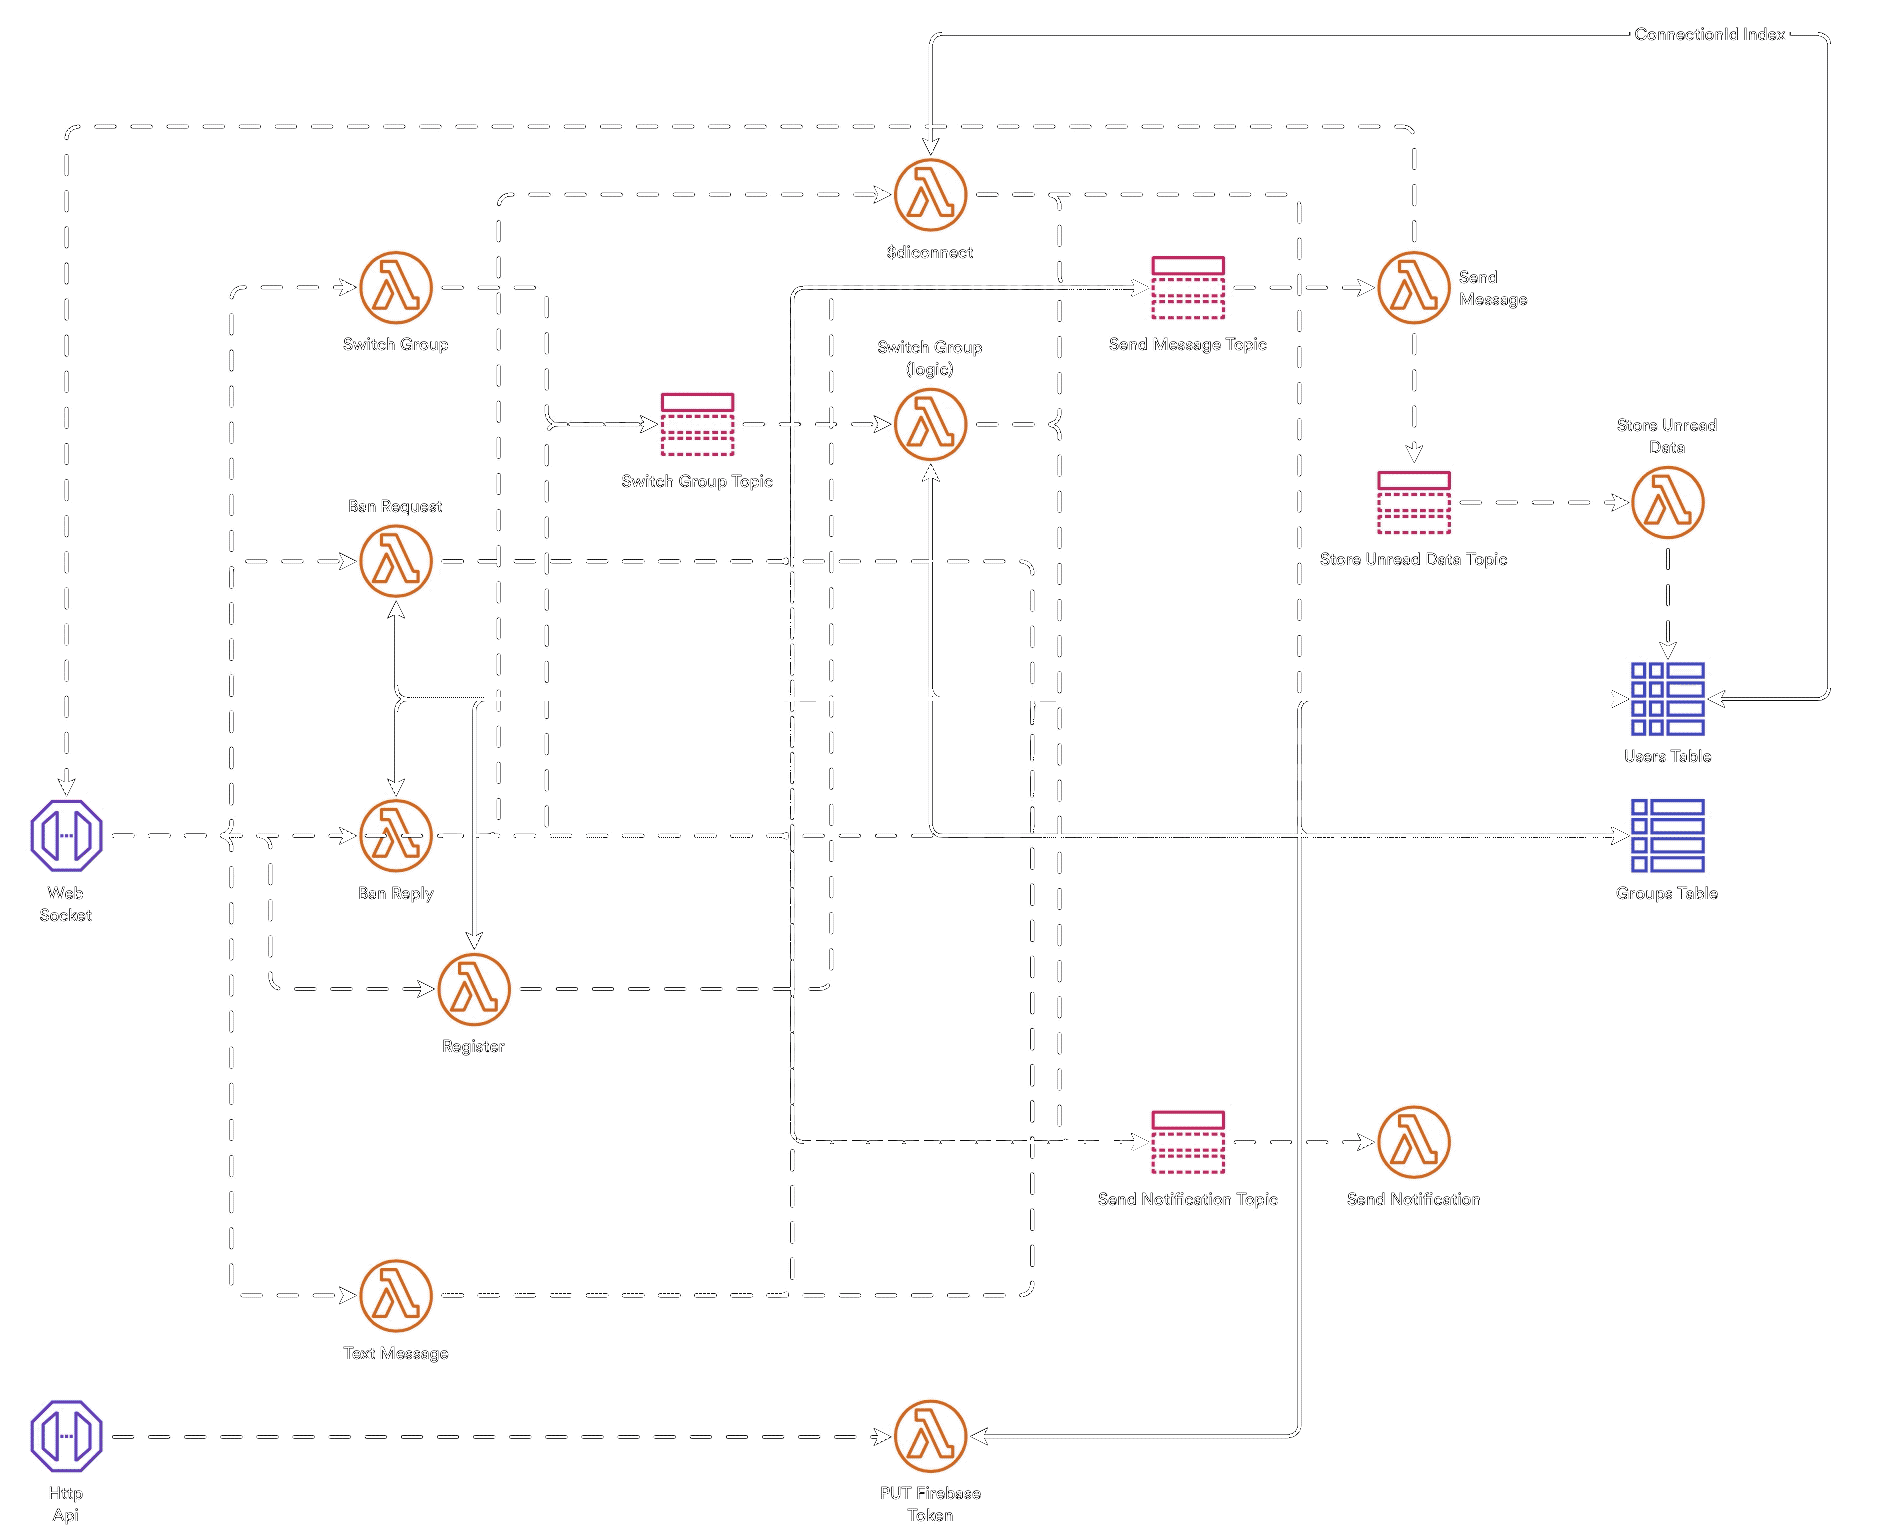 ConnectionId Index
$diconnect
Send
Message
Switch Group
Switch Group
(logic)
Send Message Topic
Store Unread
Data
Switch Group Topic
Ban Request
Store Unread Data Topic
Users Table
Web
Socket
Ban Reply
Groups Table
Register
Send Notification Topic
Send Notification
Text Message
Http
Api
PUT Firebase
Token